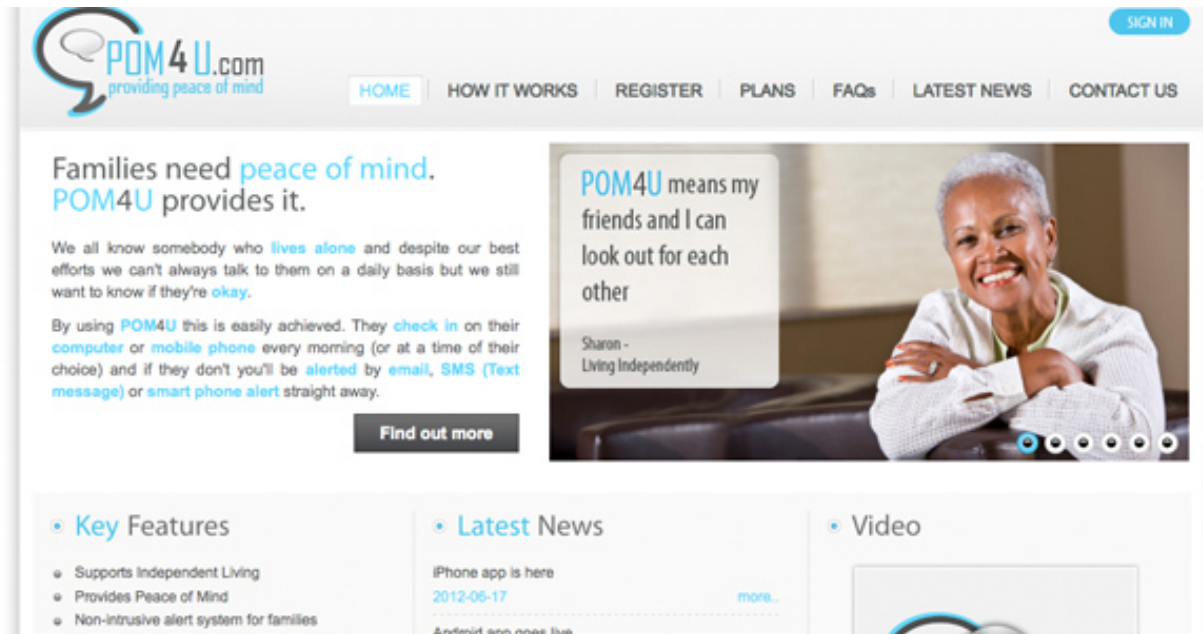 SIGN IN
POM4U.com
providing peace of mind
HOME
HOW IT WORKS
REGISTER
PLANS
FAQs
LATEST NEWS
CONTACT US
Families need peace of mind.
POM4U provides it.
We all know somebody who lives alone and despite our best
efforts we can't always talk to them on a daily basis but we still
want to know if they're okay.
By using POM4U this is easily achieved. They check in on their
computer or mobile phone every morning (or at a time of their
choice) and if they don't you'll be alerted by email, SMS (Text
message) or smart phone alert straight away.
Find out more
POM4U means my
friends and I can
look out for each
other
Sharon -
Living Independently
Key Features
Supports Independent Living
Provides Peace of Mind
Non-intrusive alert system for families
Latest News
iPhone app is here
2012-06-17
more..
Android app goes live
Video